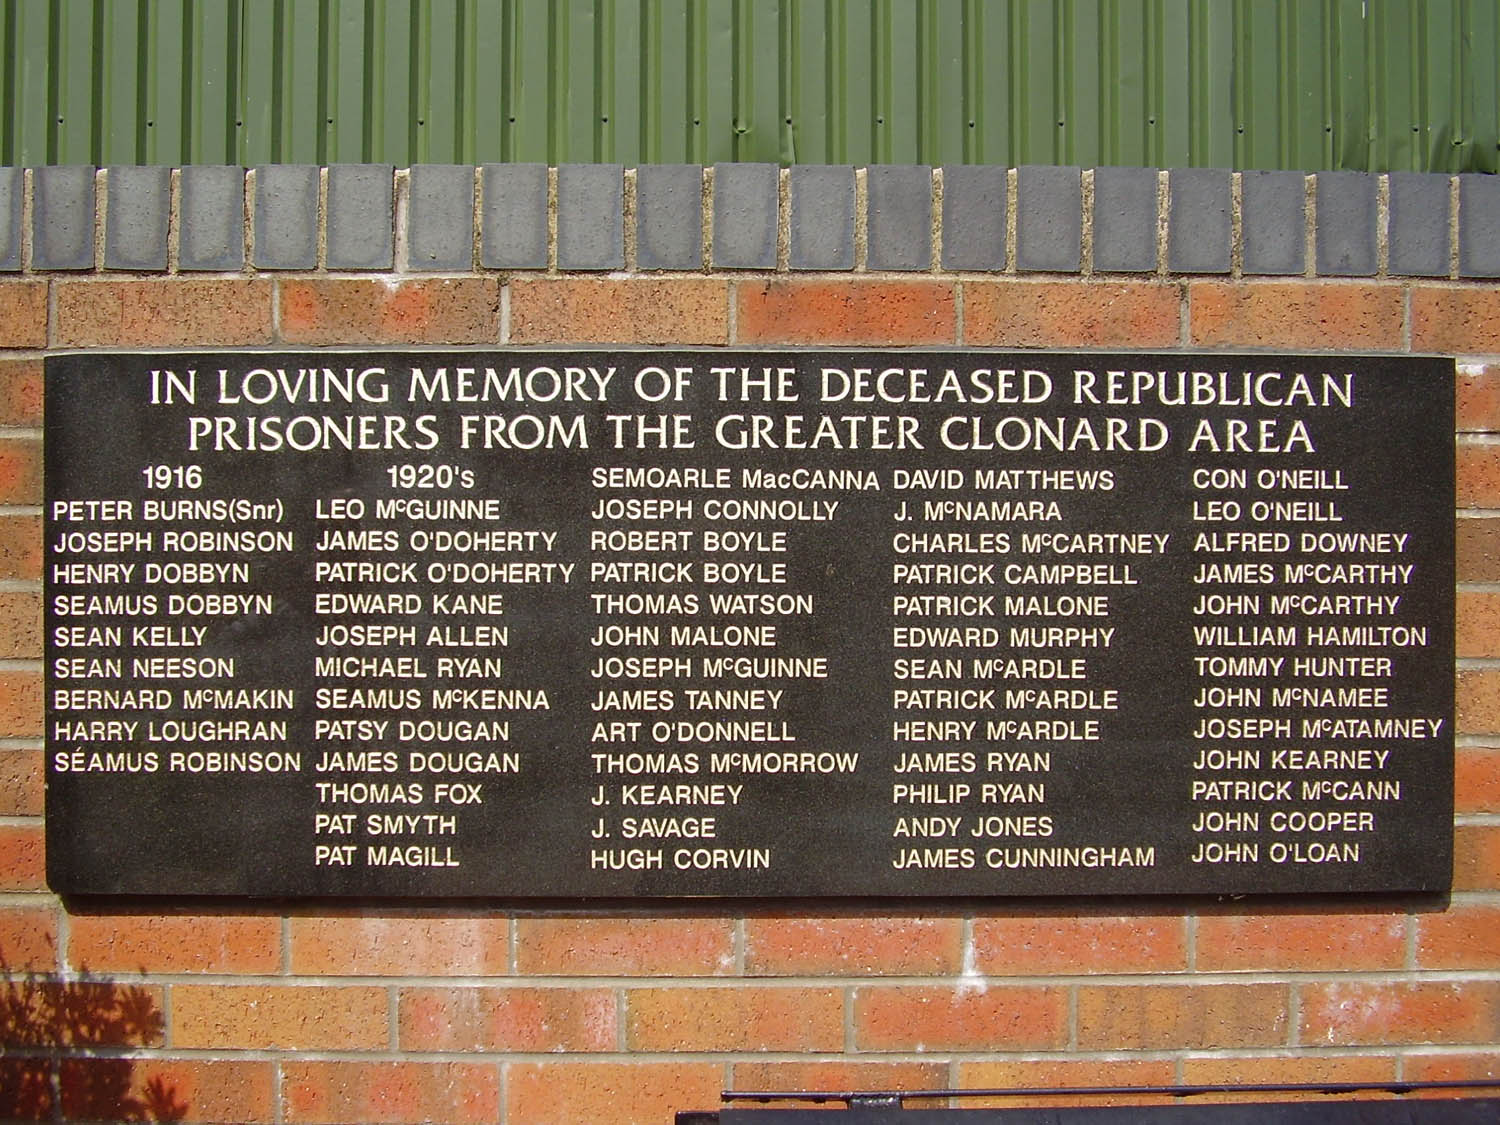 IN LOVING MEMORY OF THE DECEASED REPUBLICAN
PRISONERS FROM THE GREATER CLONARD AREA
1916
PETER BURNS(Snr)
JOSEPH ROBINSON
HENRY DOBBYN
SEAMUS DOBBYN
SEAN KELLY
SEAN NEESON
BERNARD McMAKIN
HARRY LOUGHRAN
SÉAMUS ROBINSON
1920's
LEO McGUINNE
JAMES O'DOHERTY
PATRICK O'DOHERTY
EDWARD KANE
JOSEPH ALLEN
MICHAEL RYAN
SEAMUS McKENNA
PATSY DOUGAN
JAMES DOUGAN
THOMAS FOX
PAT SMYTH
PAT MAGILL
SEMOARLE MacCANNA
JOSEPH CONNOLLY
ROBERT BOYLE
PATRICK BOYLE
THOMAS WATSON
JOHN MALONE
JOSEPH McGUINNE
JAMES TANNEY
ART O'DONNELL
THOMAS McMORROW
J. KEARNEY
J. SAVAGE
HUGH CORVIN
DAVID MATTHEWS
J. McNAMARA
CHARLES McCARTNEY
PATRICK CAMPBELL
PATRICK MALONE
EDWARD MURPHY
SEAN McARDLE
PATRICK McARDLE
HENRY McARDLE
JAMES RYAN
PHILIP RYAN
ANDY JONES
JAMES CUNNINGHAM
CON O'NEILL
LEO O'NEILL
ALFRED DOWNEY
JAMES McCARTHY
JOHN McCARTHY
WILLIAM HAMILTON
TOMMY HUNTER
JOHN McNAMEE
JOSEPH McATAMNEY
JOHN KEARNEY
PATRICK McCANN
JOHN COOPER
JOHN O'LOAN